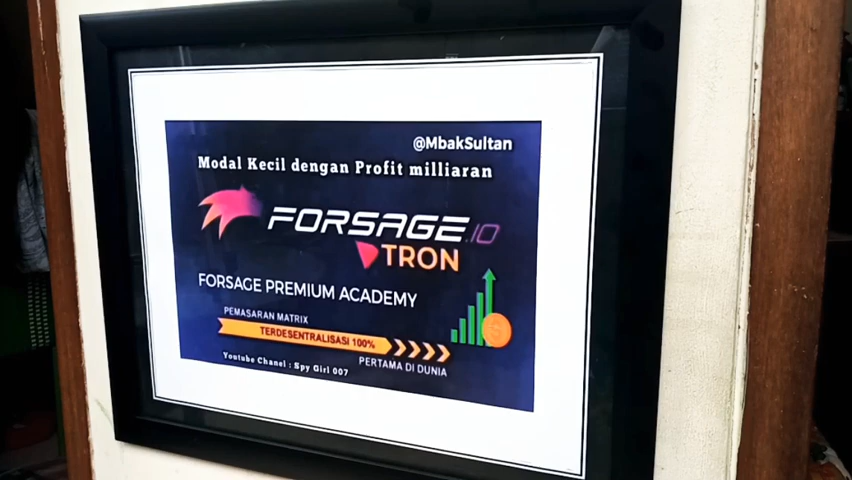 @MbakSultan
Modal Kecil dengan Profit milliaran
FORSAGE.IO
TRON
FORSAGE PREMIUM ACADEMY
PEMASARAN MATRIX
TERDESENTRALISASI 100%
PERTAMA DI DUNIA
Youtube Chanel : Spy Girl 007